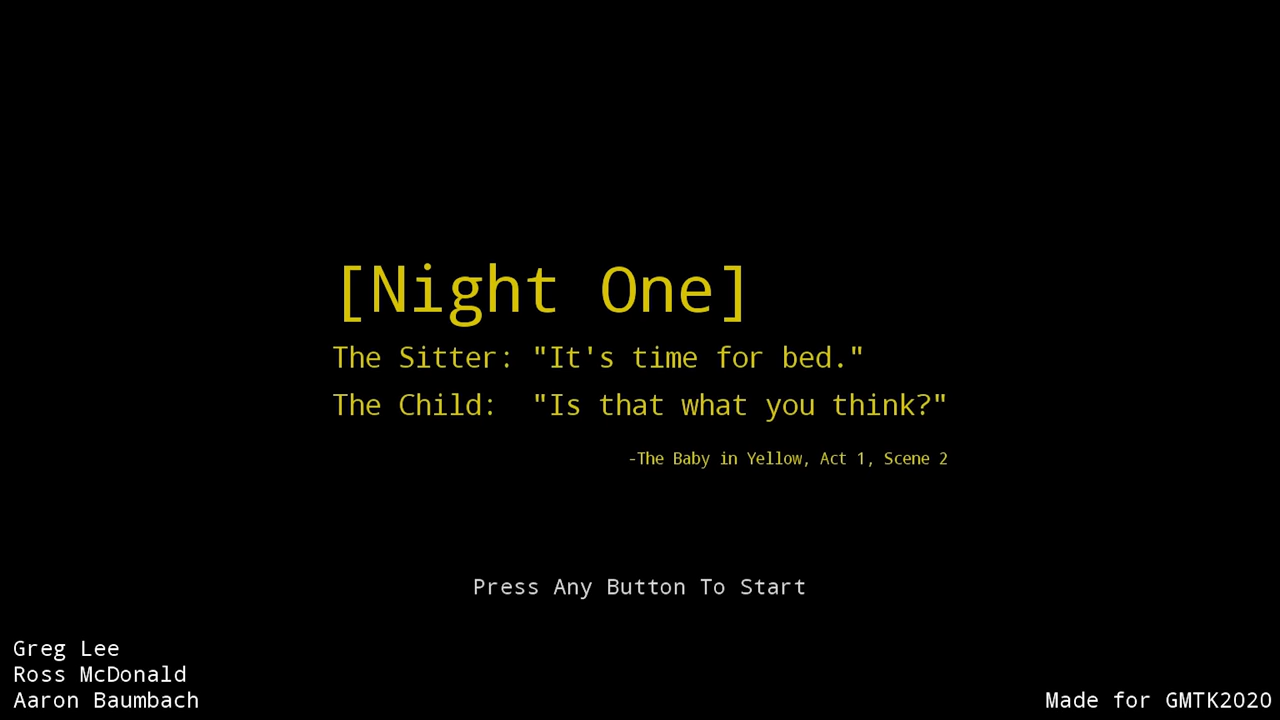 [Night One]
The Sitter: "It's time for bed."
The Child:  "Is that what you think?"
-The Baby in Yellow, Act 1, Scene 2
Press Any Button To Start
Greg Lee
Ross McDonald
Aaron Baumbach
Made for GMTK2020